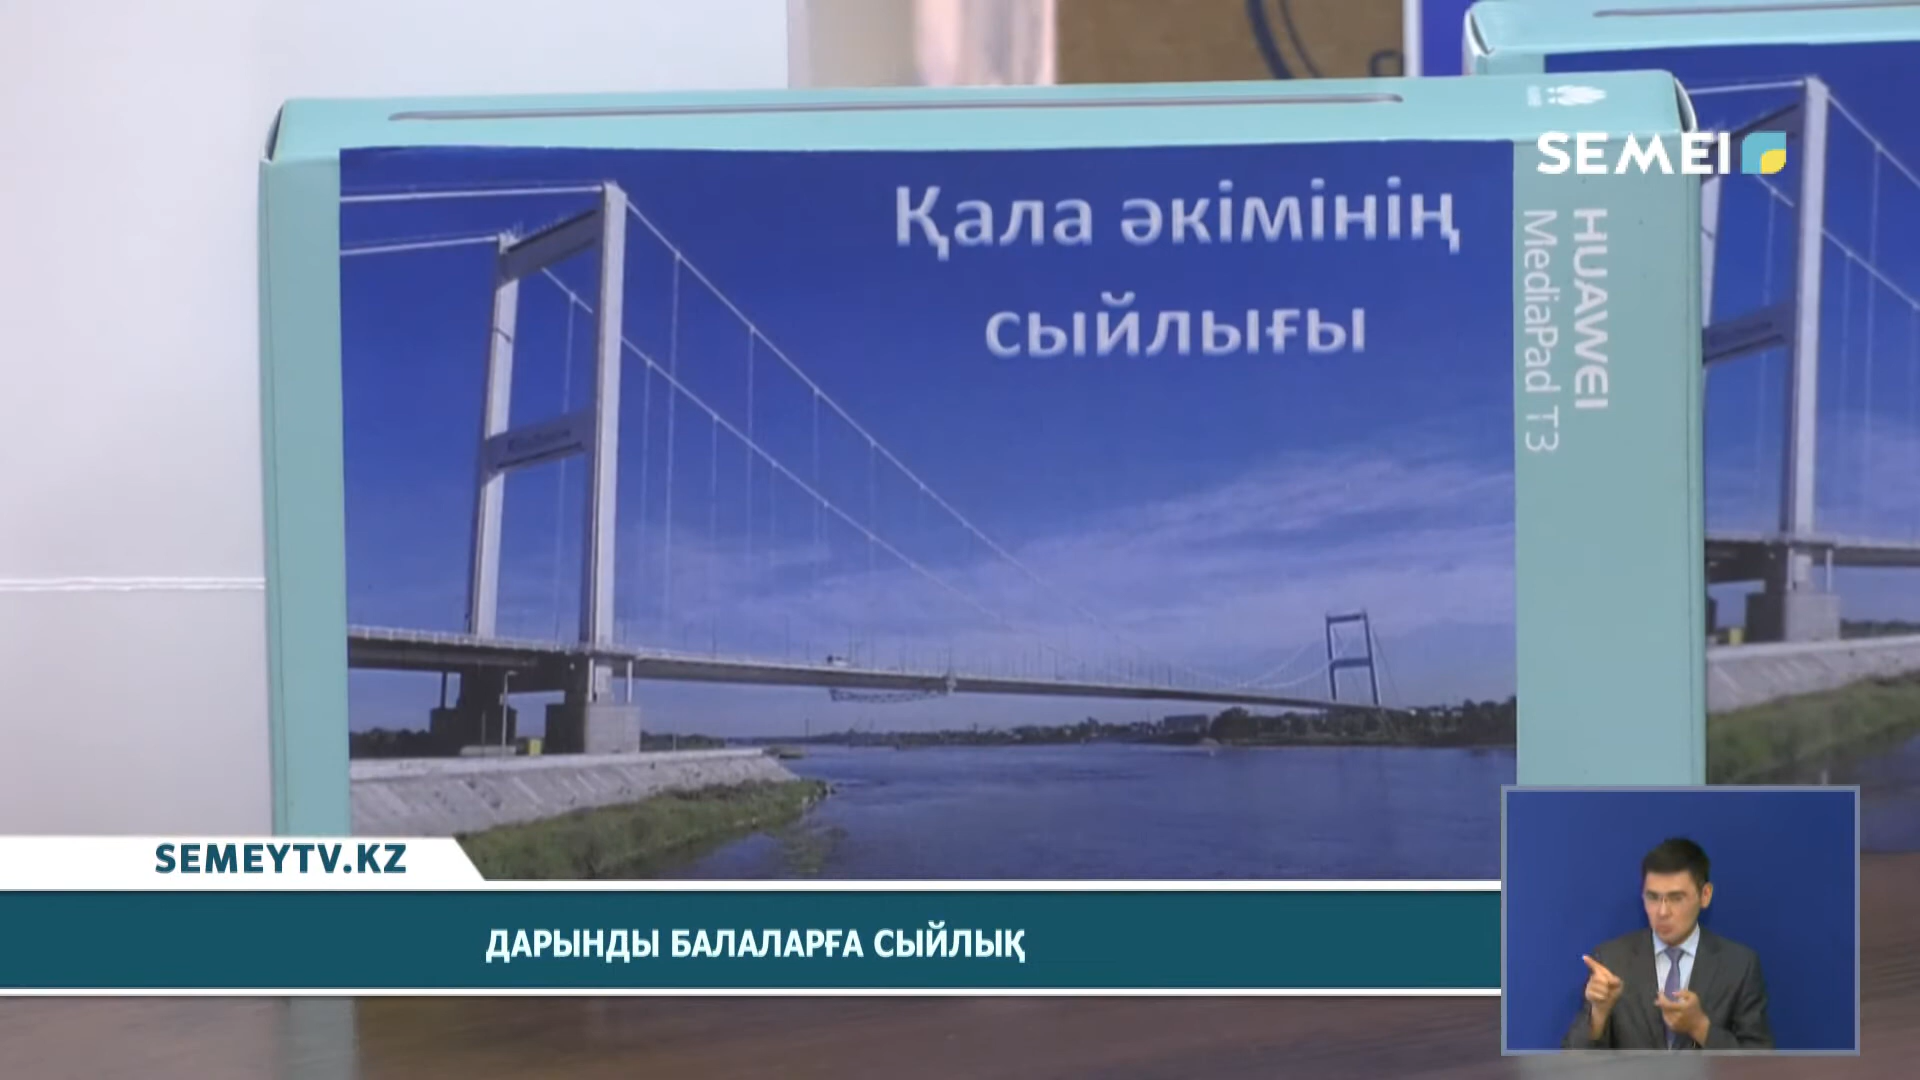 SEMEI
Қала әкімінің
сыйлығы
HUAWEI
MediaPad T3
SEMEYTV.KZ
ДАРЫНДЫ БАЛАЛАРҒА СЫЙЛЫҚ